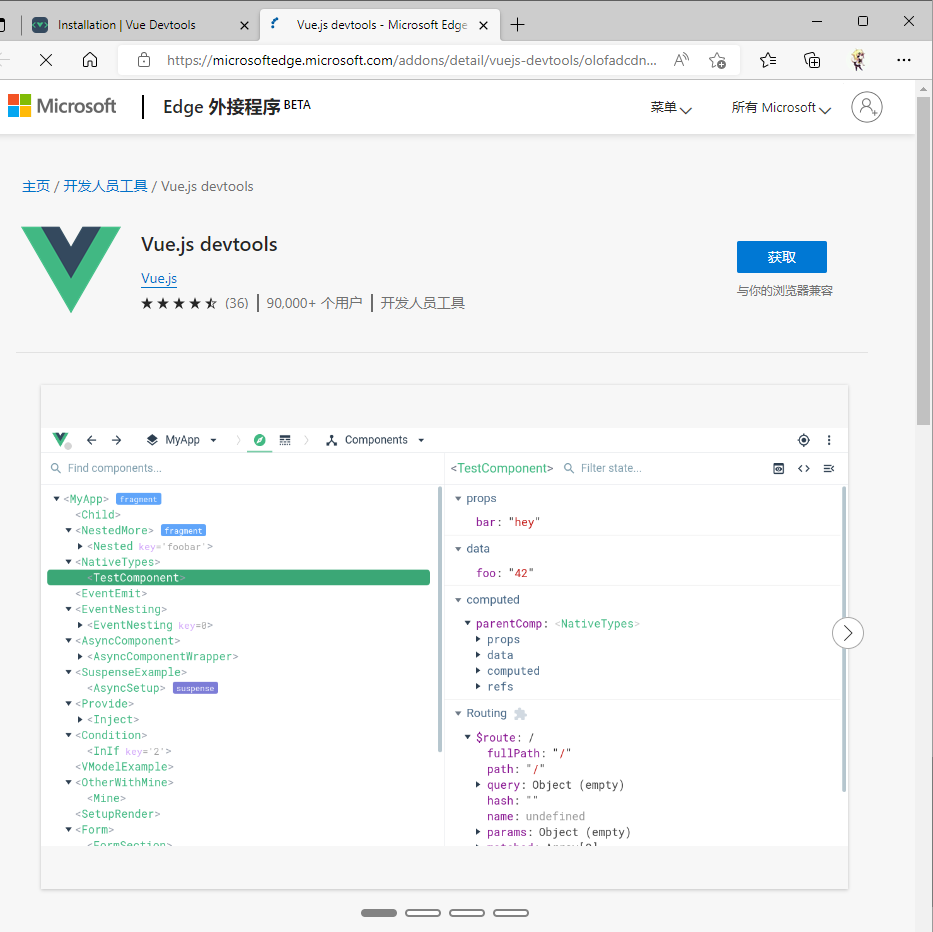 Installation | Vue Devtools
Vue.js devtools - Microsoft Edge
https://microsoftedge.microsoft.com/addons/detail/vuejs-devtools/olofadcdn...
Microsoft
Edge 外接程序 BETA
菜单
所有 Microsoft
主页 / 开发人员工具 / Vue.js devtools
Vue.js devtools
Vue.js
(36)
90,000+ 个用户
开发人员工具
获取
与你的浏览器兼容
MyApp
Components
Find components...
<MyApp> fragment
<Child>
<NestedMore> fragment
<Nested key='foobar'>
<NativeTypes>
<TestComponent>
<EventEmit>
<EventNesting>
<EventNesting key=0>
<AsyncComponent>
<AsyncComponentWrapper>
<SuspenseExample>
<AsyncSetup> suspense
<Provide>
<Inject>
<Condition>
<InIf key='2'>
<VModelExample>
<OtherWithMine>
<Mine>
<SetupRender>
<Form>
<FormSection>
<TestComponent>
Filter state...
props
bar: "hey"
data
foo: "42"
computed
parentComp: <NativeTypes>
props
data
computed
refs
Routing
$route: /
fullPath: "/"
path: "/"
query: Object (empty)
hash: ""
name: undefined
params: Object (empty)